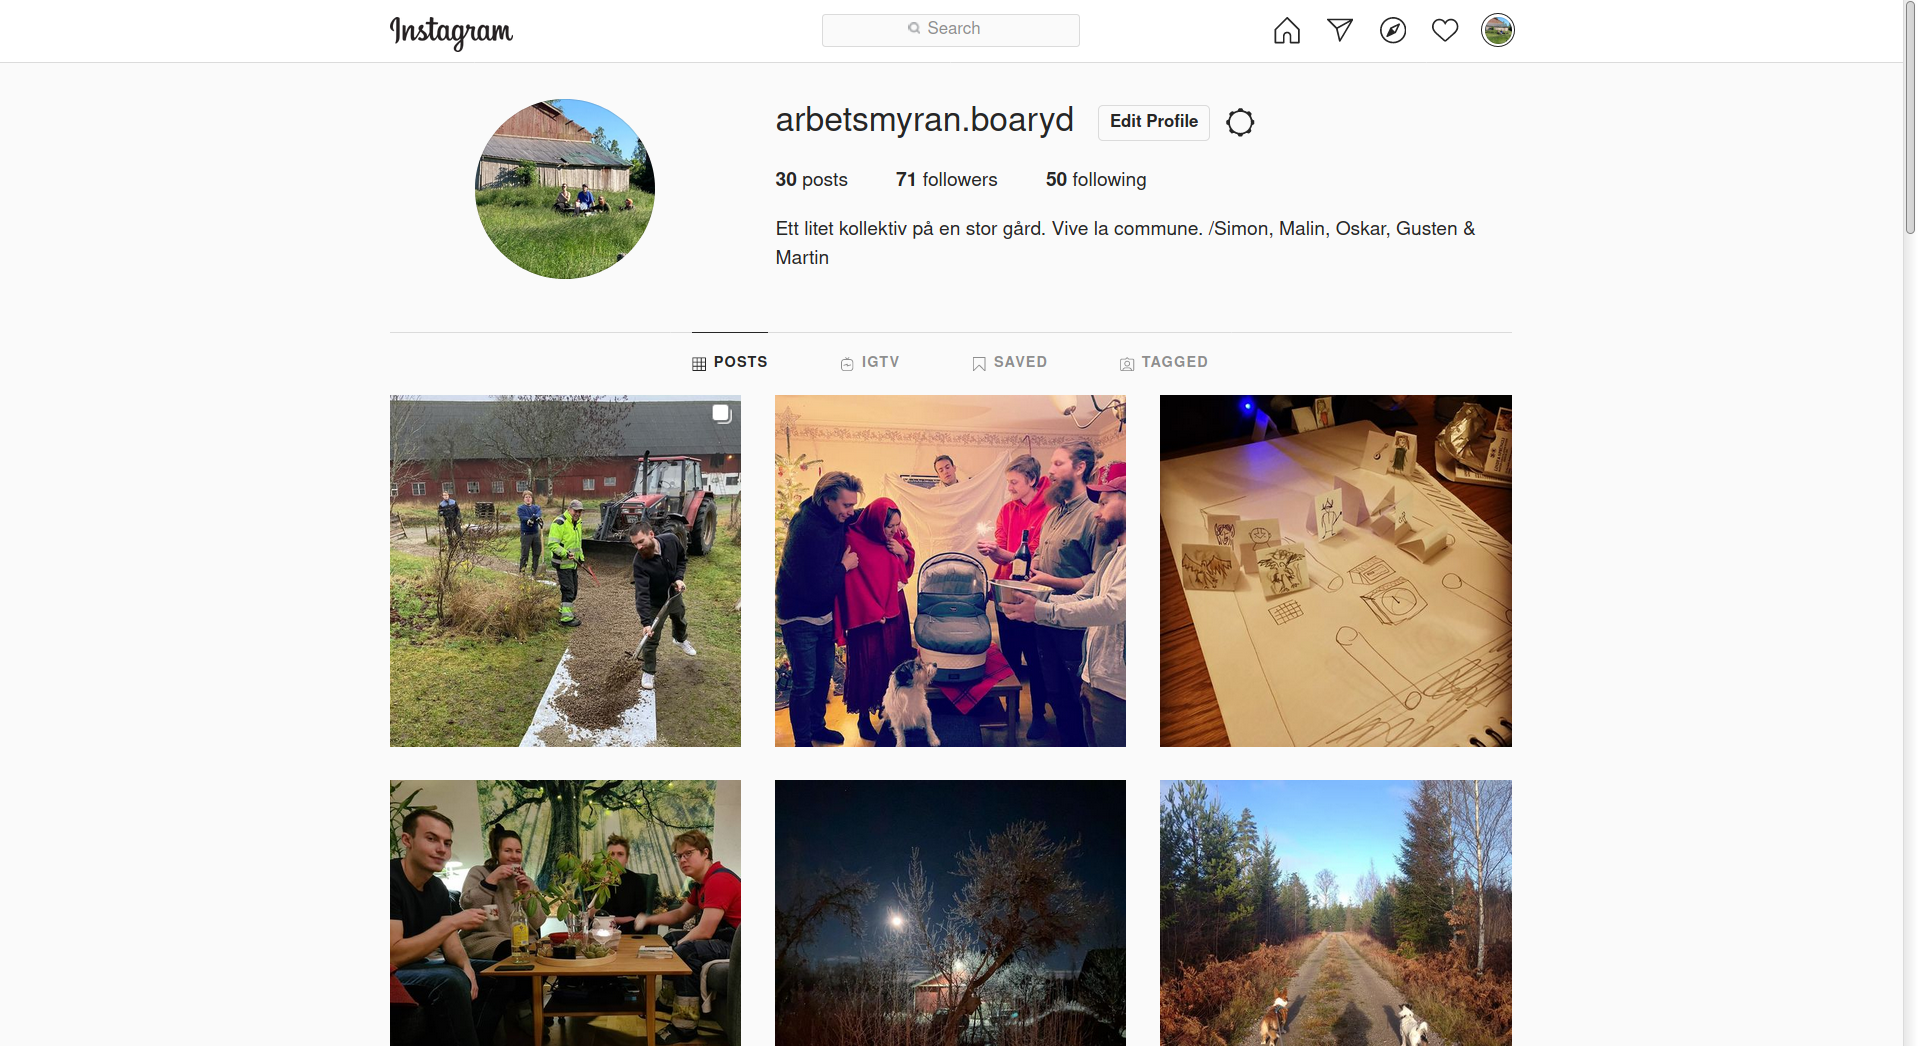 Instagram
Search
arbetsmyran.boaryd
Edit Profile
30 posts 71 followers 50 following
Ett litet kollektiv på en stor gård. Vive la commune. /Simon, Malin, Oskar, Gusten &
Martin
POSTS IGTV SAVED TAGGED